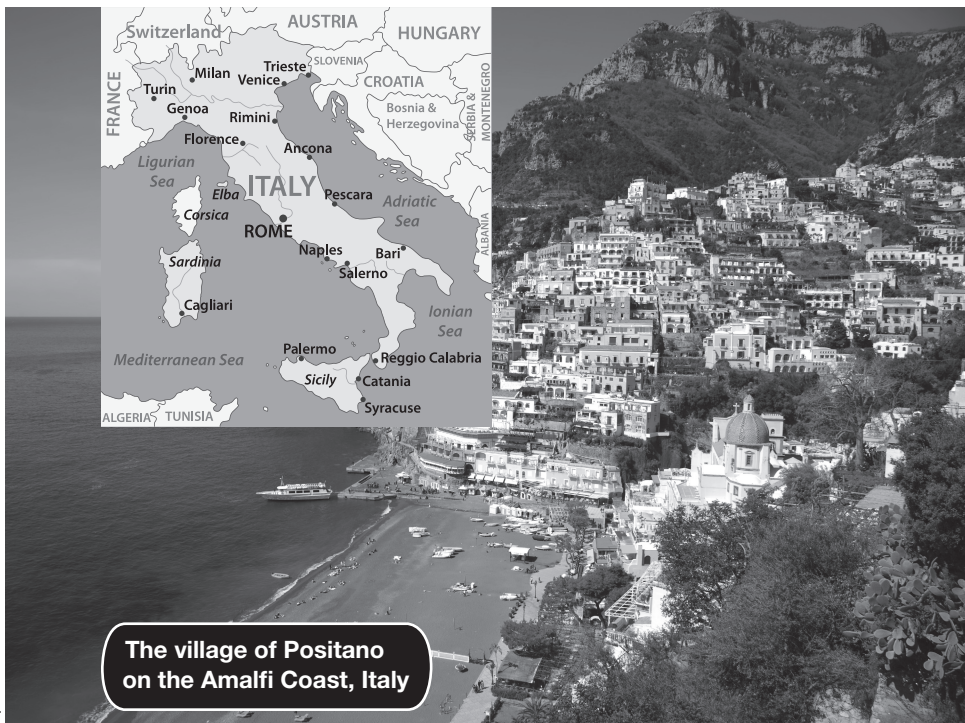 AUSTRIA
Switzerland
HUNGARY
SLOVENIA
Trieste
Milan
Venice
CROATIA
FRANCE
Turin
Genoa
Rimini
Bosnia &
Herzegovina
SERBIA &
MONTENEGRO
Florence
Ancona
Ligurian
Sea
ITALY
Elba
Pescara
Adriatic
Sea
Corsica
ROME
ALBANIA
Naples
Bari
Sardinia
Salerno
Cagliari
Ionian
Sea
Palermo
Mediterranean Sea
Reggio Calabria
Sicily
Catania
Syracuse
ALGERIA
TUNISIA
The village of Positano
on the Amalfi Coast, Italy